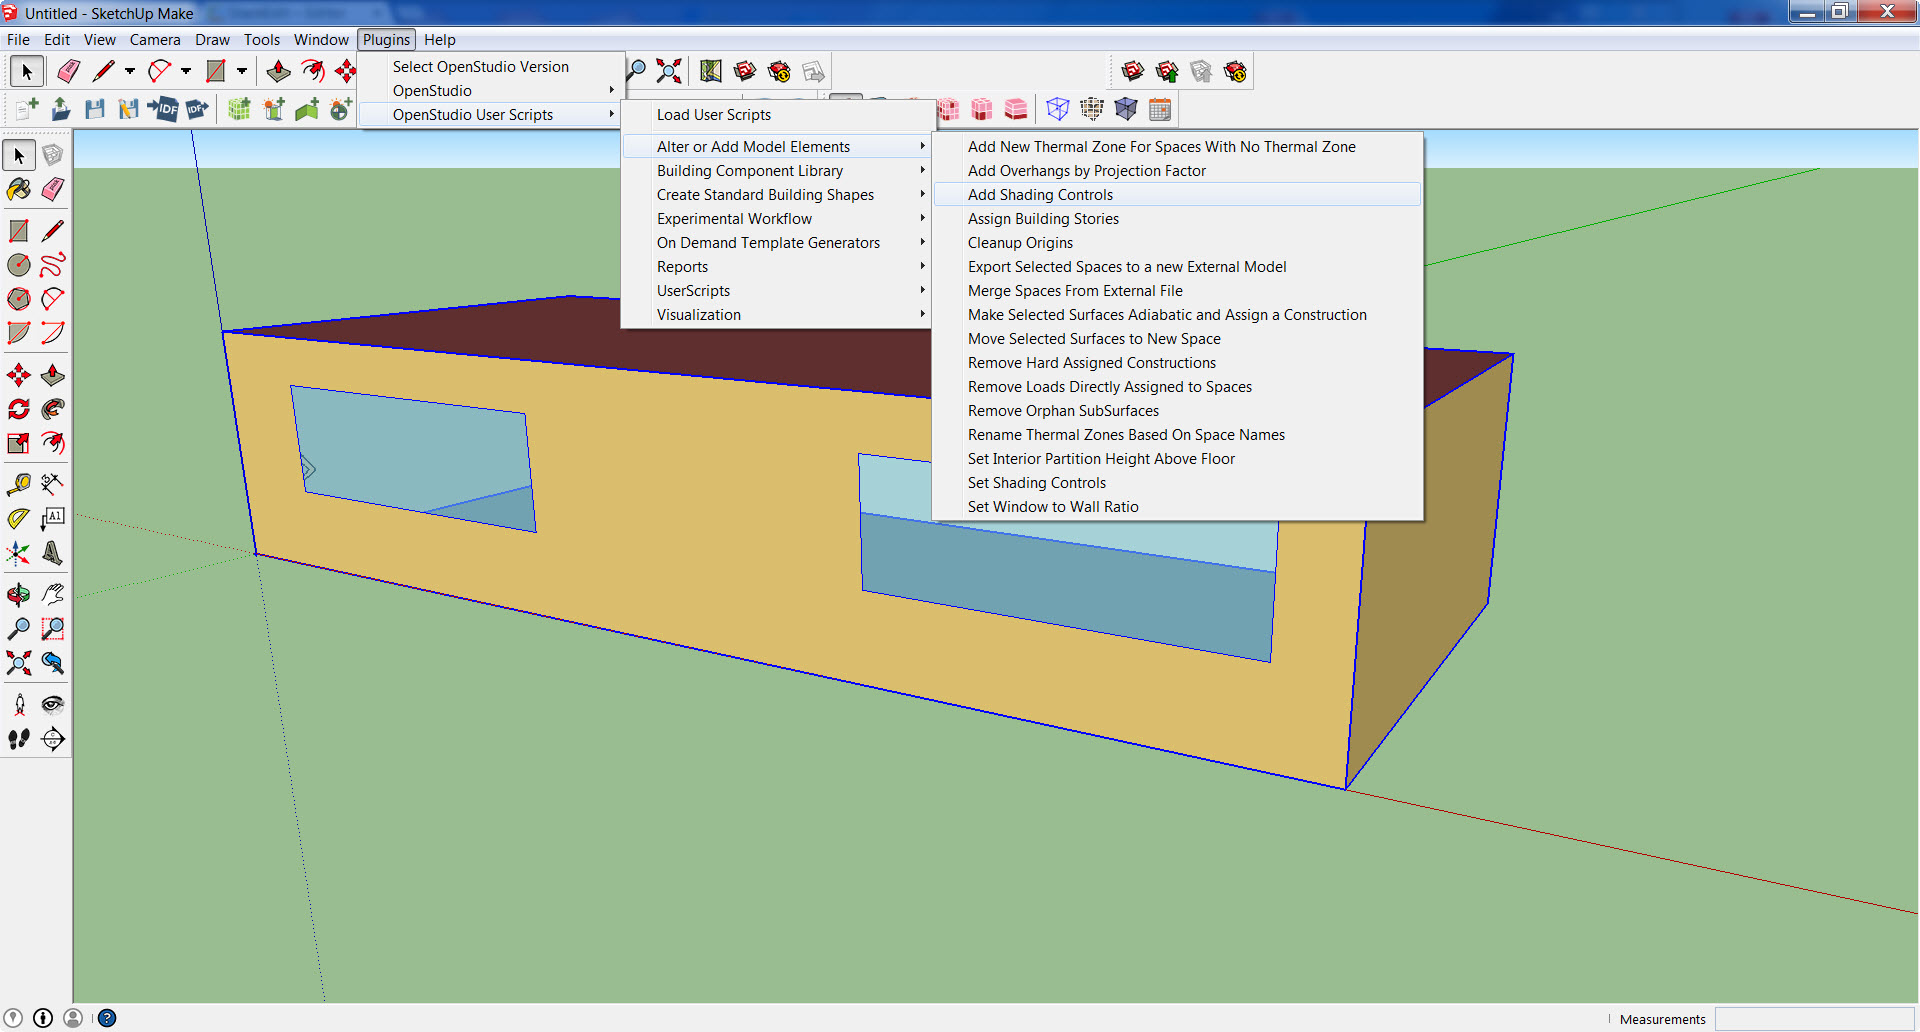 Untitled - SketchUp Make
File Edit View Camera Draw Tools Window Plugins Help
Select OpenStudio Version
OpenStudio
OpenStudio User Scripts
IDF
IDF
Load User Scripts
Alter or Add Model Elements
Building Component Library
Create Standard Building Shapes
Experimental Workflow
On Demand Template Generators
Reports
UserScripts
Visualization
Add New Thermal Zone For Spaces With No Thermal Zone
Add Overhangs by Projection Factor
Add Shading Controls
Assign Building Stories
Cleanup Origins
Export Selected Spaces to a new External Model
Merge Spaces From External File
Make Selected Surfaces Adiabatic and Assign a Construction
Move Selected Surfaces to New Space
Remove Hard Assigned Constructions
Remove Loads Directly Assigned to Spaces
Remove Orphan SubSurfaces
Rename Thermal Zones Based On Space Names
Set Interior Partition Height Above Floor
Set Shading Controls
Set Window to Wall Ratio
A1
Measurements